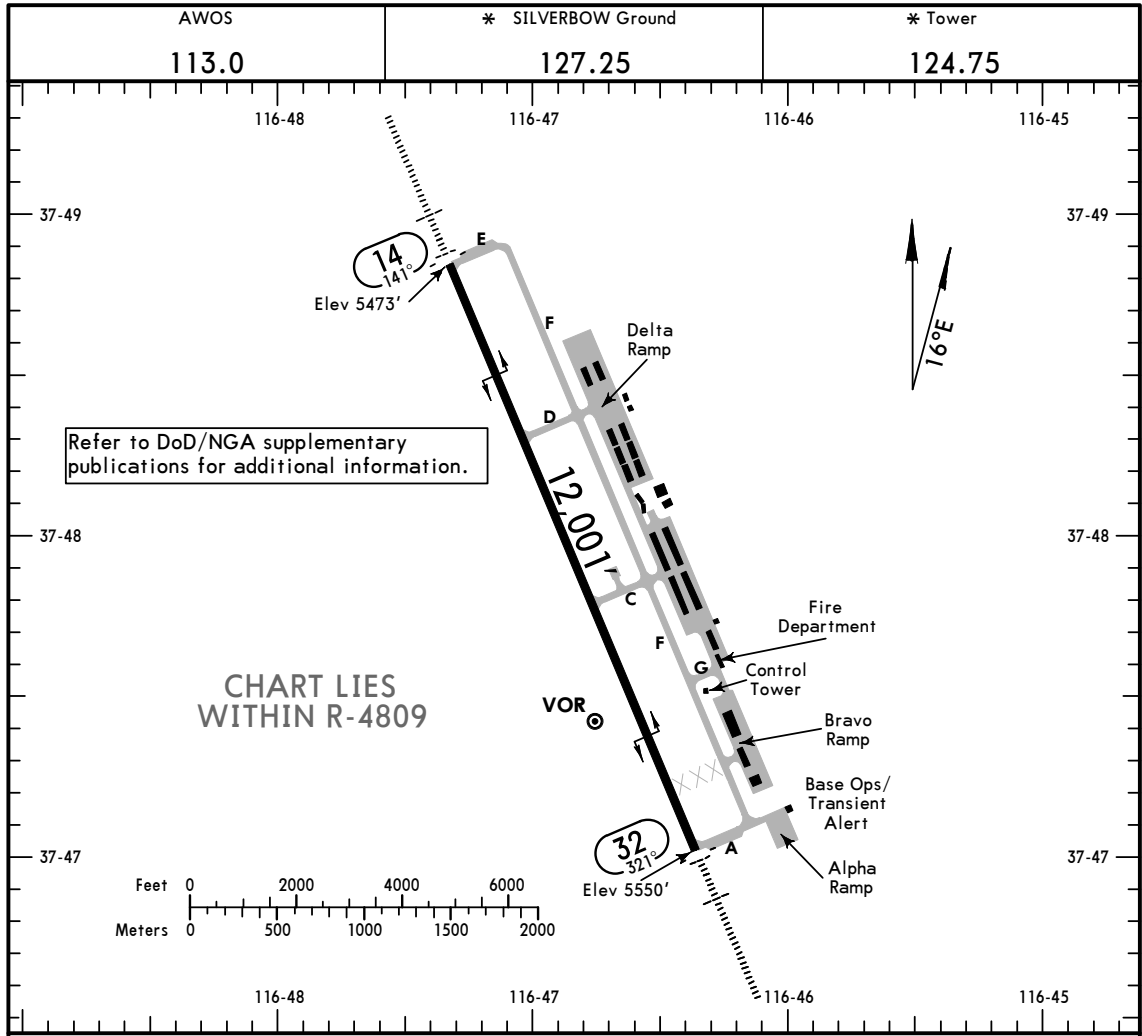 AWOS
113.0
* SILVERBOW Ground
127.25
* Tower
124.75
116-48
116-47
116-46
116-45
37-49
37-49
14
141°
Elev 5473'
E
F
Delta
Ramp
16°E
D
Refer to DoD/NGA supplementary
publications for additional information.
12,001'
37-48
37-48
C
Fire
Department
F
G
Control
Tower
CHART LIES
WITHIN R-4809
VOR
Bravo
Ramp
Base Ops/
Transient
Alert
32
321°
Elev 5550'
A
37-47
37-47
Alpha
Ramp
Feet 0 2000 4000 6000
Meters 0 500 1000 1500 2000
116-48
116-47
116-46
116-45